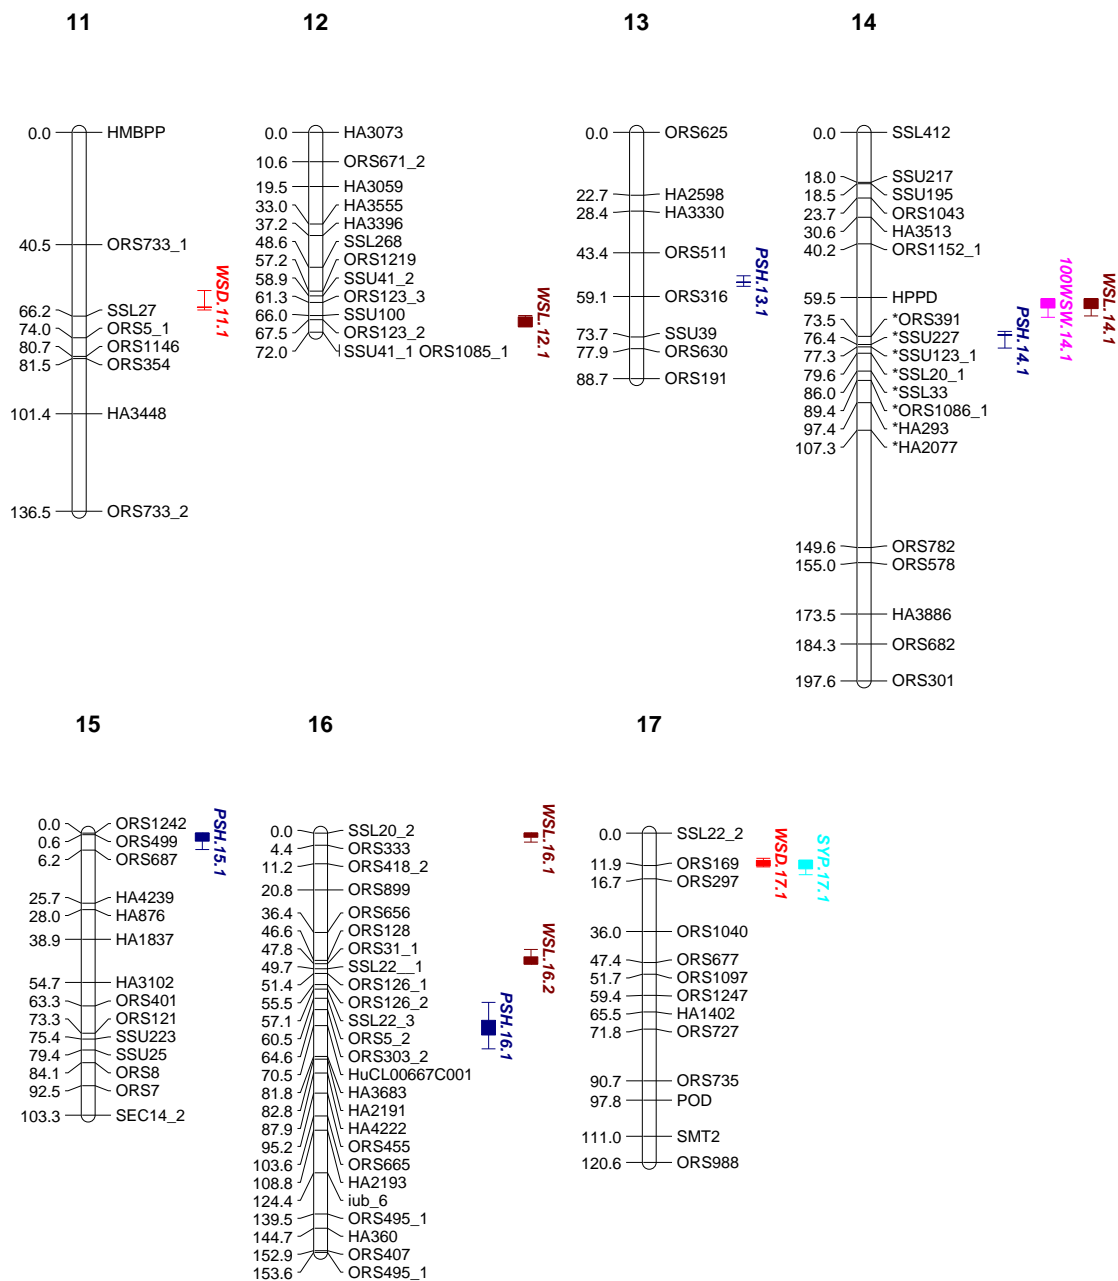 11
0.0 HMBPP
40.5 ORS733_1
66.2 SSL27
74.0 ORS5_1
80.7 ORS1146
81.5 ORS354
101.4 HA3448
136.5 ORS733_2
WSD.11.1
12
0.0 HA3073
10.6 ORS671_2
19.5 HA3059
33.0 HA3555
37.2 HA3396
48.6 SSL268
57.2 ORS1219
58.9 SSU41_2
61.3 ORS123_3
66.0 SSU100
67.5 ORS123_2
72.0 SSU41_1 ORS1085_1
WSL.12.1
13
0.0 ORS625
22.7 HA2598
28.4 HA3330
43.4 ORS511
59.1 ORS316
73.7 SSU39
77.9 ORS630
88.7 ORS191
PSH.13.1
14
0.0 SSL412
18.0 SSU217
18.5 SSU195
23.7 ORS1043
30.6 HA3513
40.2 ORS1152_1
59.5 HPPD
73.5 *ORS391
76.4 *SSU227
77.3 *SSU123_1
79.6 *SSL20_1
86.0 *SSL33
89.4 *ORS1086_1
97.4 *HA293
107.3 *HA2077
149.6 ORS782
155.0 ORS578
173.5 HA3886
184.3 ORS682
197.6 ORS301
PSH.14.1
100WSW.14.1
WSL.14.1
15
0.0 ORS1242
0.6 ORS499
6.2 ORS687
25.7 HA4239
28.0 HA876
38.9 HA1837
54.7 HA3102
63.3 ORS401
73.3 ORS121
75.4 SSU223
79.4 SSU25
84.1 ORS8
92.5 ORS7
103.3 SEC14_2
PSH.15.1
16
0.0 SSL20_2
4.4 ORS333
11.2 ORS418_2
20.8 ORS899
36.4 ORS656
46.6 ORS128
47.8 ORS31_1
49.7 SSL22__1
51.4 ORS126_1
55.5 ORS126_2
57.1 SSL22_3
60.5 ORS5_2
64.6 ORS303_2
70.5 HuCL00667C001
81.8 HA3683
82.8 HA2191
87.9 HA4222
95.2 ORS455
103.6 ORS665
108.8 HA2193
124.4 iub_6
139.5 ORS495_1
144.7 HA360
152.9 ORS407
153.6 ORS495_1
PSH.16.1
WSL.16.1
WSL.16.2
17
0.0 SSL22_2
11.9 ORS169
16.7 ORS297
36.0 ORS1040
47.4 ORS677
51.7 ORS1097
59.4 ORS1247
65.5 HA1402
71.8 ORS727
90.7 ORS735
97.8 POD
111.0 SMT2
120.6 ORS988
WSD.17.1
SYP.17.1